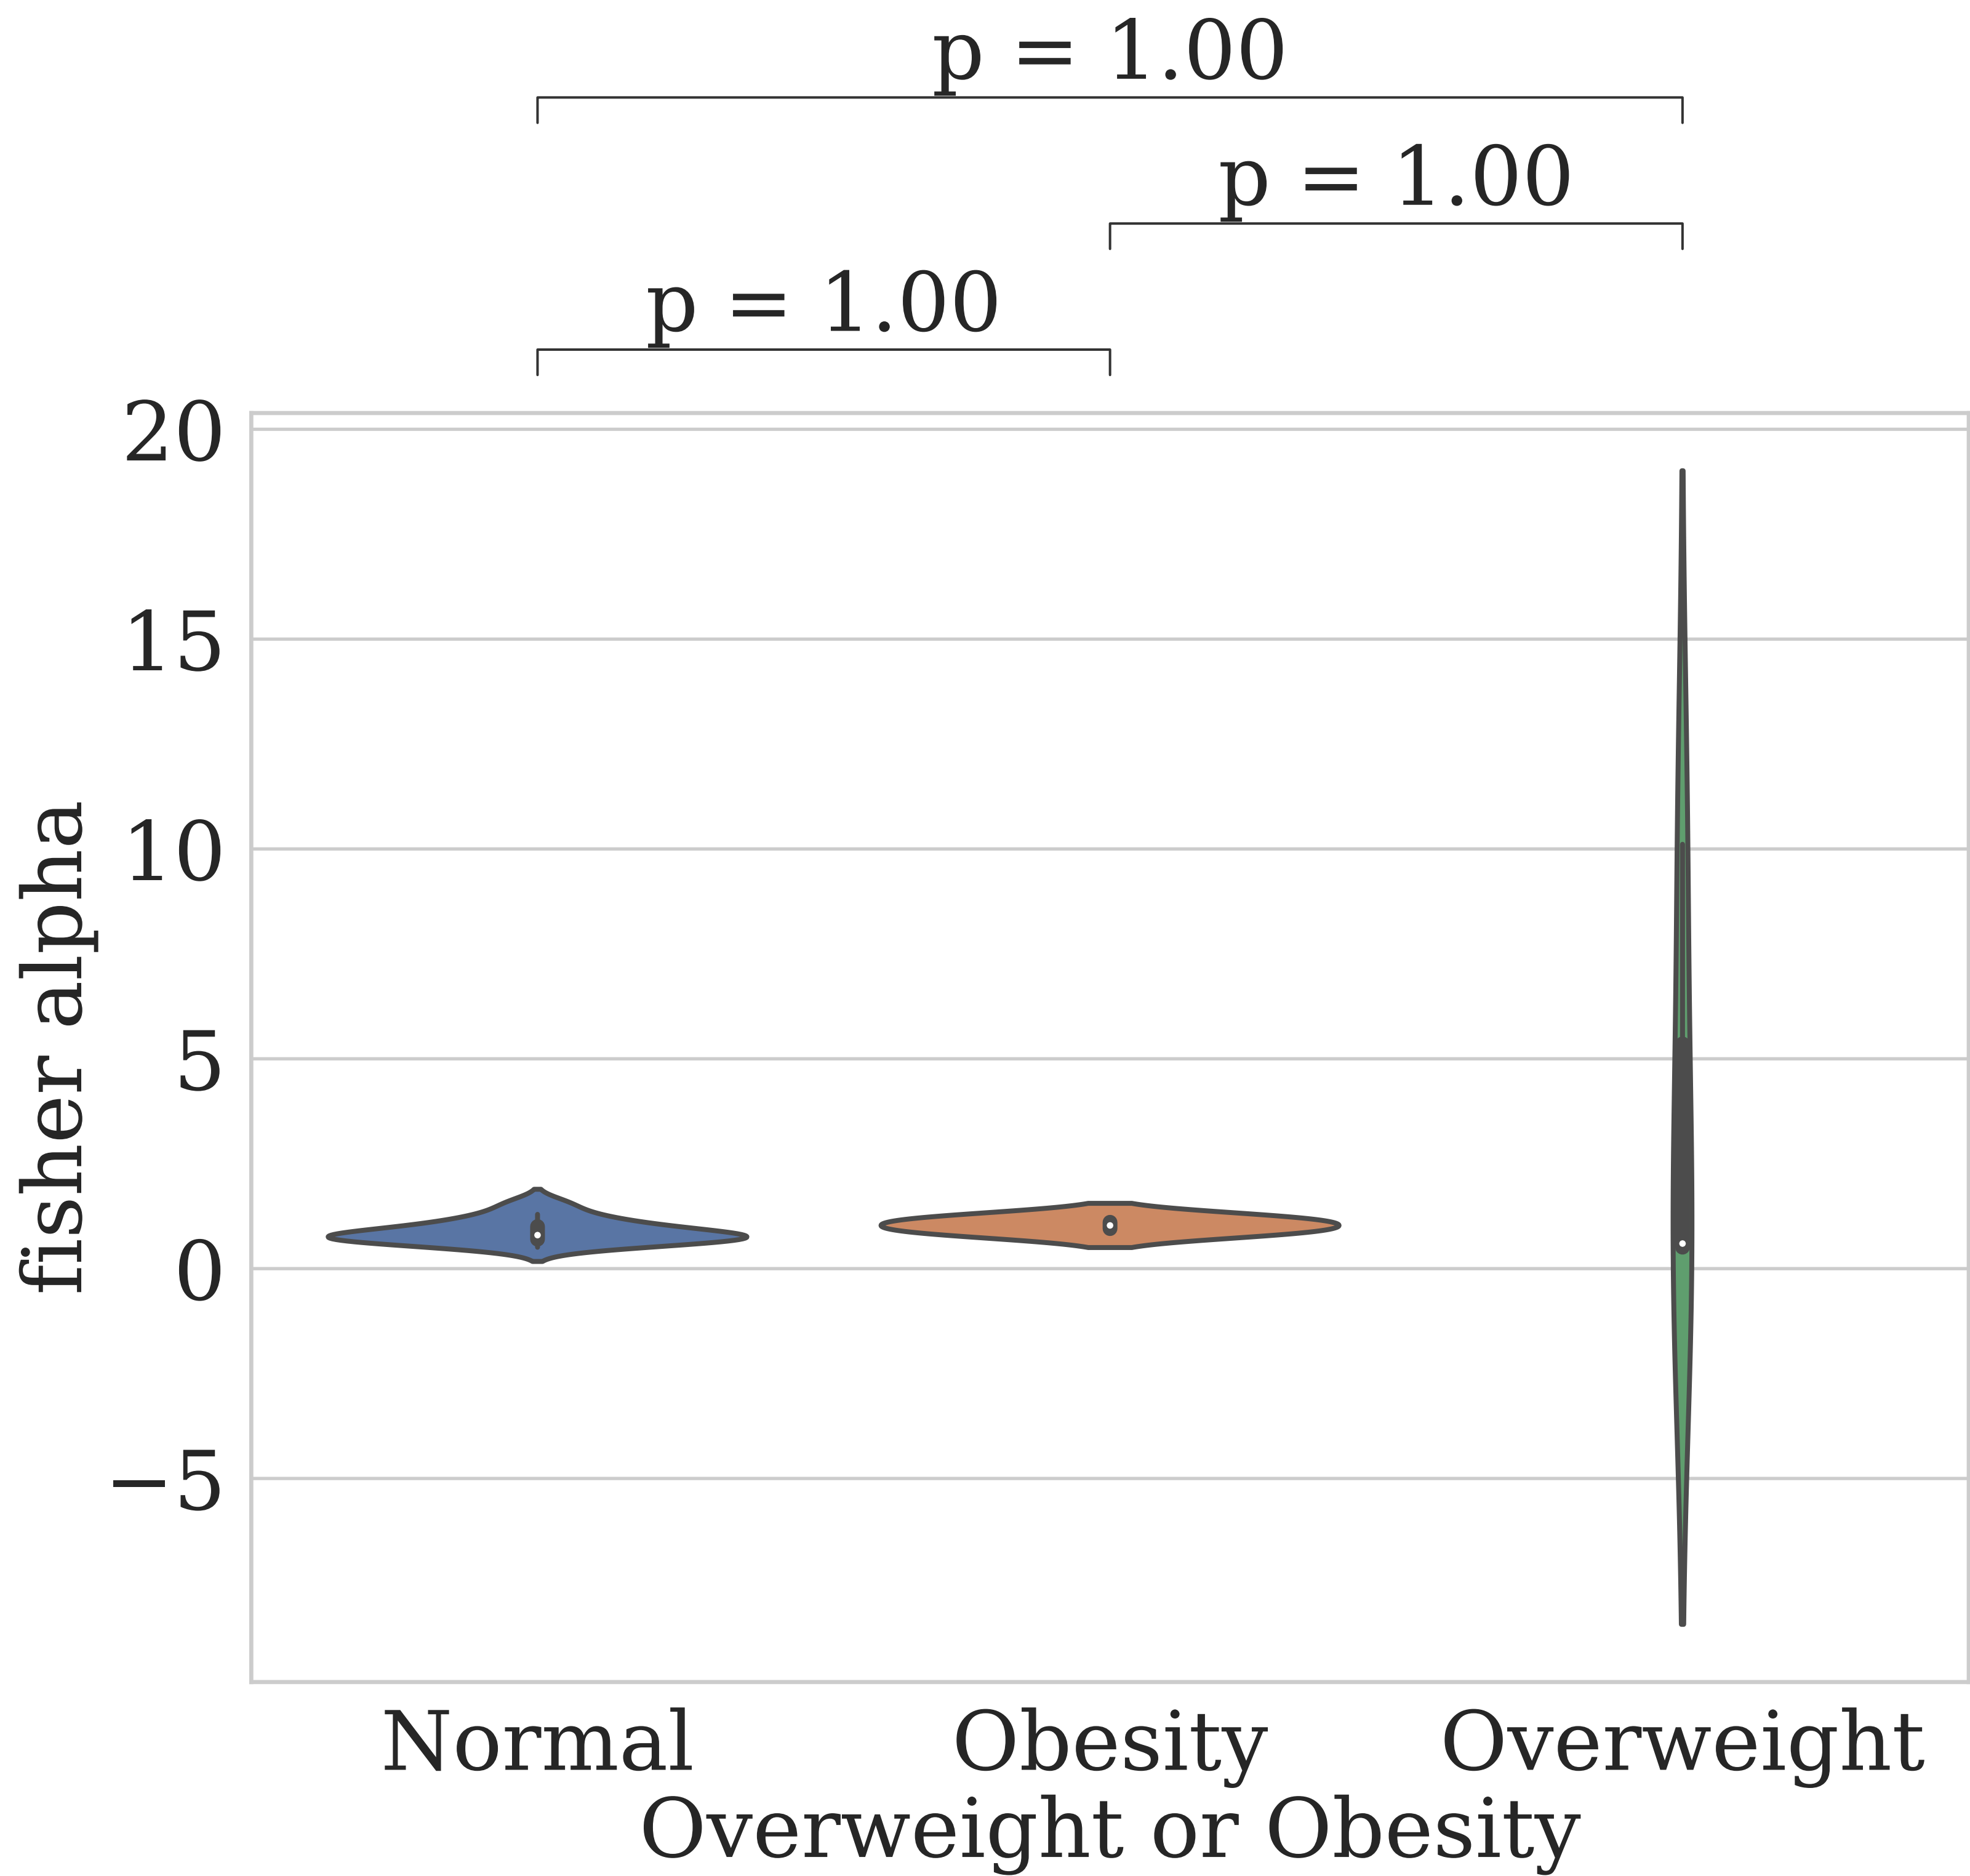 p = 1.00
p = 1.00
p = 1.00
20
15
10
5
0
−5
fisher alpha
Normal
Obesity
Overweight
Overweight or Obesity